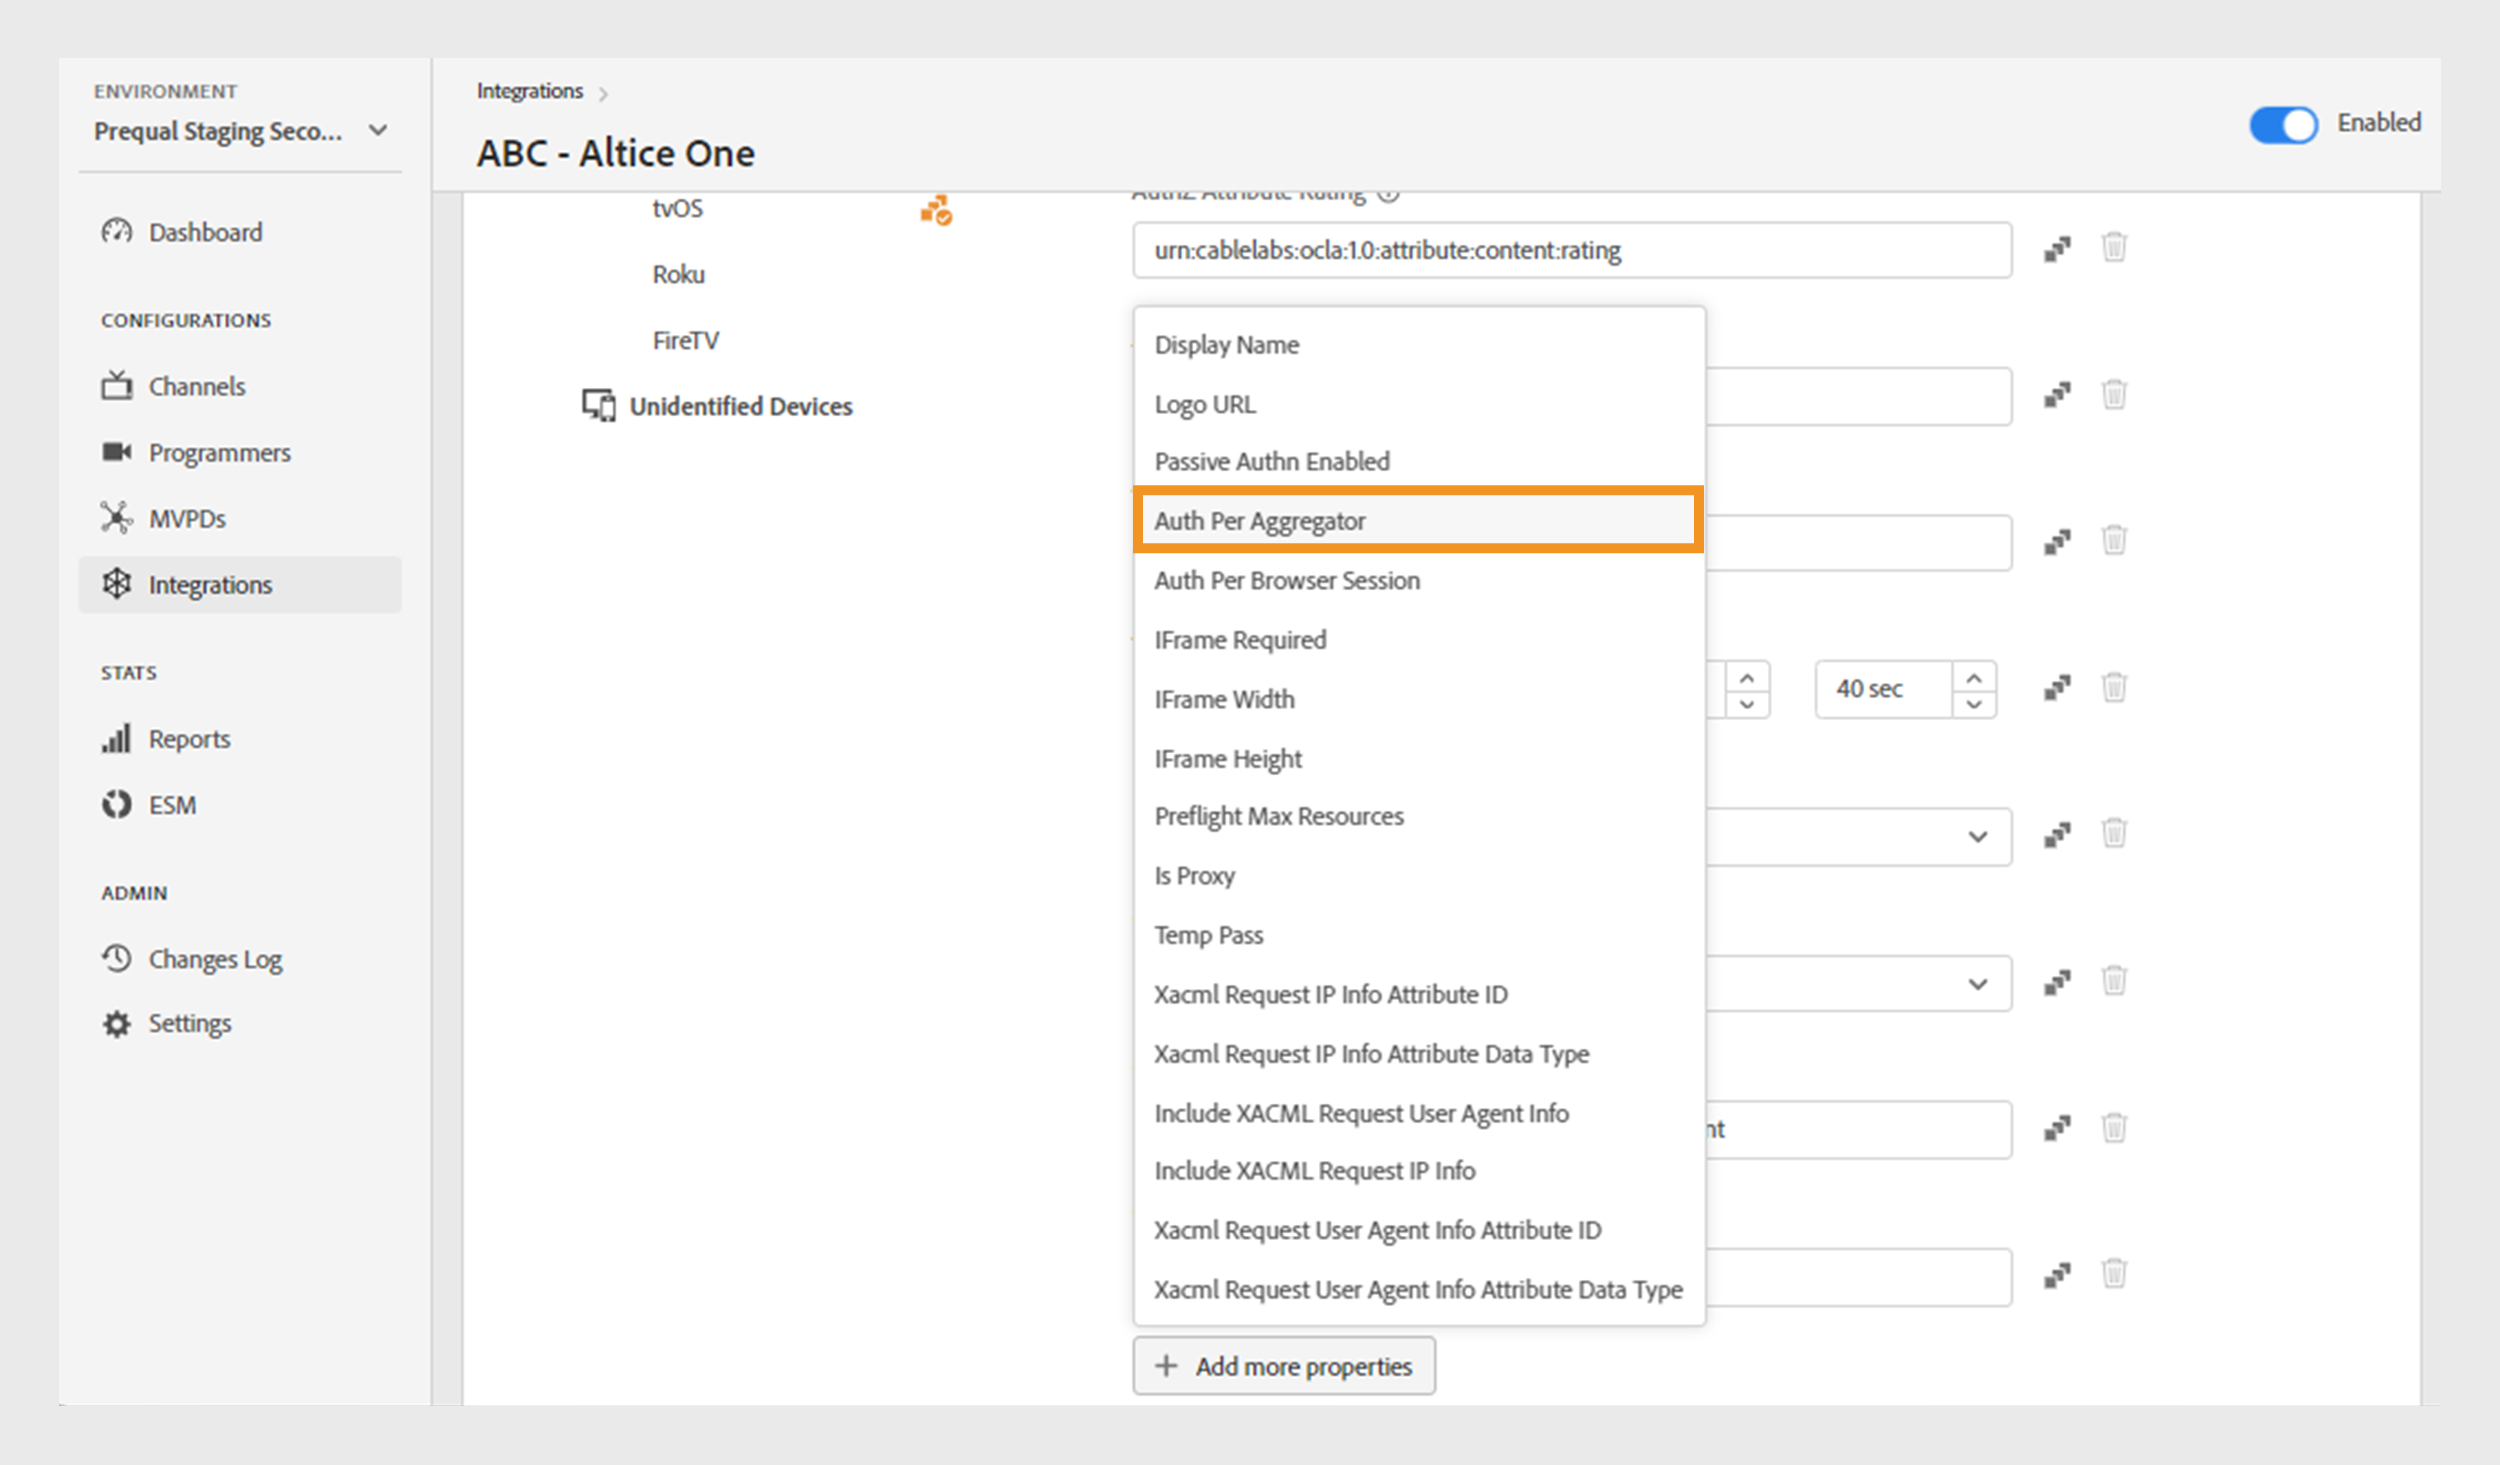 ENVIRONMENT
Prequal Staging Seco...
Dashboard
CONFIGURATIONS
Channels
Programmers
MVPDs
Integrations
STATS
Reports
ESM
ADMIN
Changes Log
Settings
Integrations
ABC - Altice One
Enabled
tvOS
Roku
FireTV
Unidentified Devices
AuthZ Attribute Rating
urn:cablelabs:ocla:1.0:attribute:content:rating
Display Name
Logo URL
Passive Authn Enabled
Auth Per Aggregator
Auth Per Browser Session
IFrame Required
IFrame Width
IFrame Height
Preflight Max Resources
Is Proxy
Temp Pass
Xacml Request IP Info Attribute ID
Xacml Request IP Info Attribute Data Type
Include XACML Request User Agent Info
Include XACML Request IP Info
Xacml Request User Agent Info Attribute ID
Xacml Request User Agent Info Attribute Data Type
40 sec
Add more properties